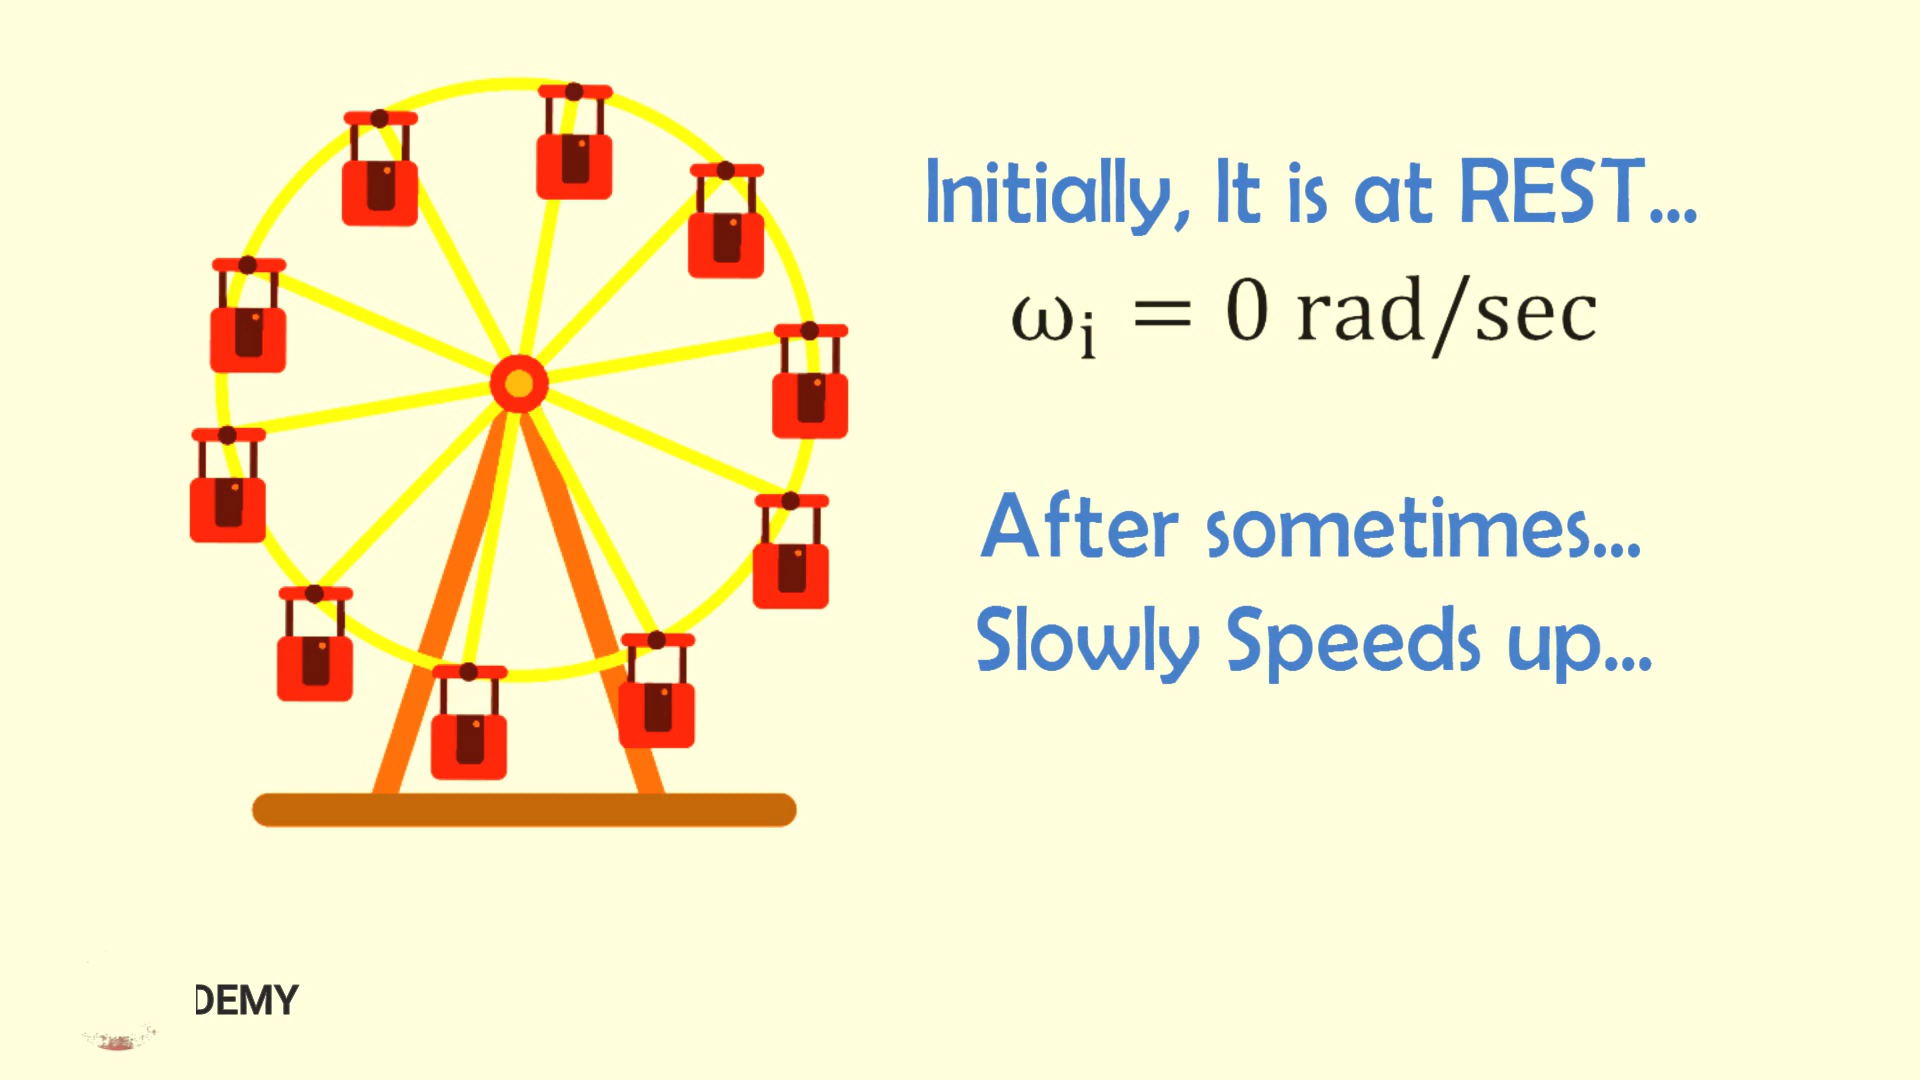 Initially, It is at REST...
ωᵢ = 0 rad/sec
After sometimes...
Slowly Speeds up...
DEMY